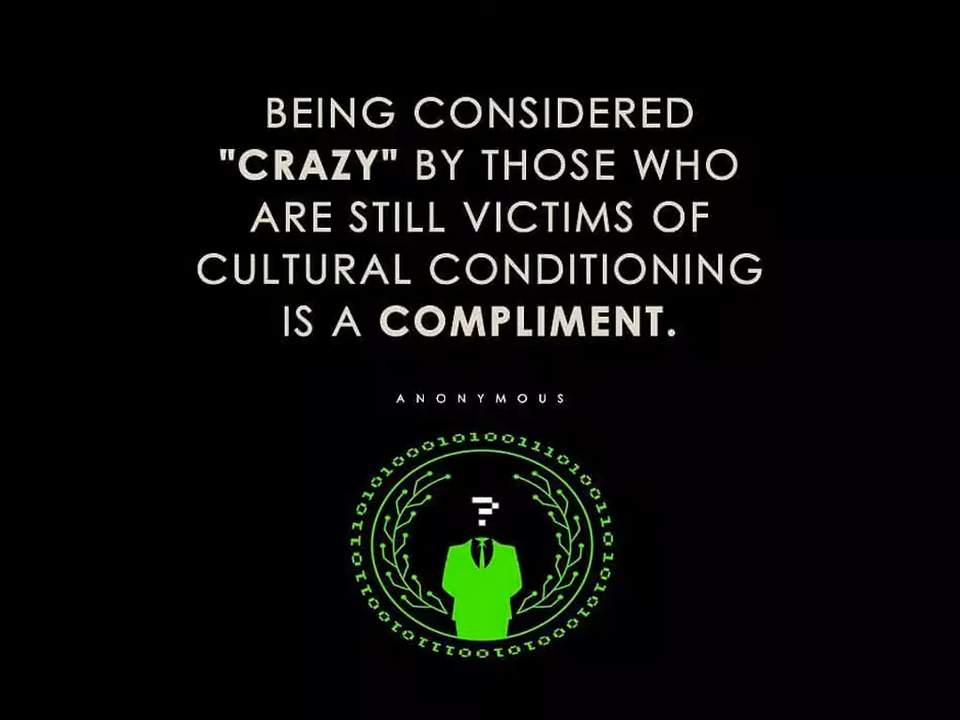 BEING CONSIDERED
"CRAZY" BY THOSE WHO
ARE STILL VICTIMS OF
CULTURAL CONDITIONING
IS A COMPLIMENT.
ANONYMOUS
?